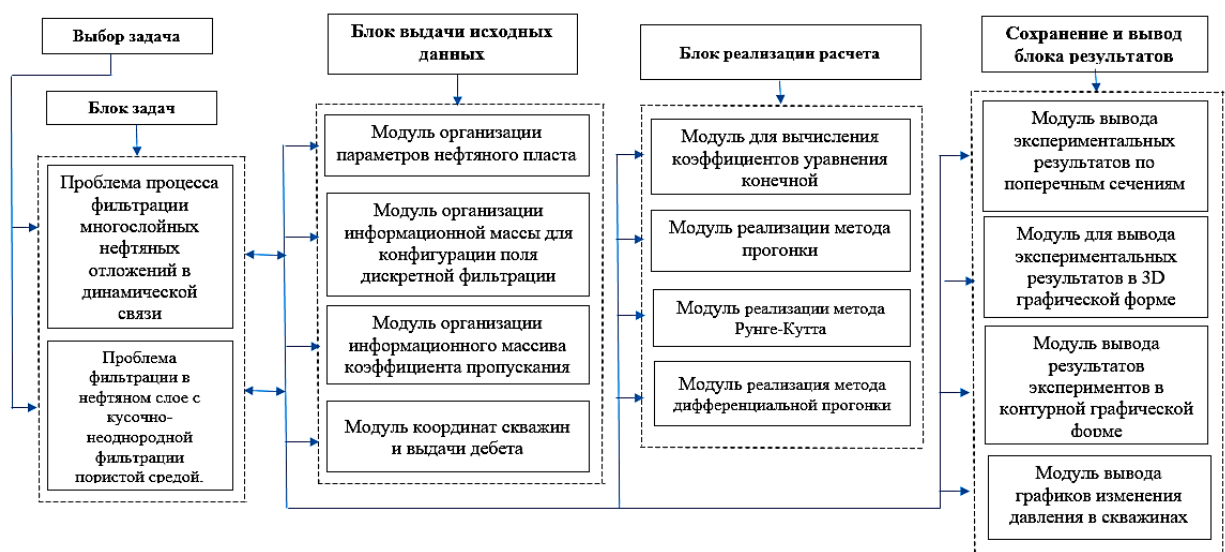 Выбор задача
Блок задач
Проблема процесса
фильтрации
многослойных
нефтяных
отложений в
динамической
связи
Проблема
фильтрации в
нефтяном слое с
кусочно-
неоднородной
фильтрации
пористой средой.
Блок выдачи исходных
данных
Модуль организации
параметров нефтяного пласта
Модуль организации
информационной массы для
конфигурации поля
дискретной фильтрации
Модуль организации
информационного массива
коэффициента пропускания
Модуль координат скважин
и выдачи дебета
Блок реализации расчета
Модуль для вычисления
коэффициентов уравнения
конечной
Модуль реализации метода
прогонки
Модуль реализации метода
Рунге-Кутта
Модуль реализация метода
дифференциальной прогонки
Сохранение и вывод
блока результатов
Модуль вывода
экспериментальных
результатов по
поперечным сечениям
Модуль для вывода
экспериментальных
результатов в 3D
графической форме
Модуль вывода
результатов
экспериментов в
контурной графической
форме
Модуль вывода
графиков изменения
давления в скважинах